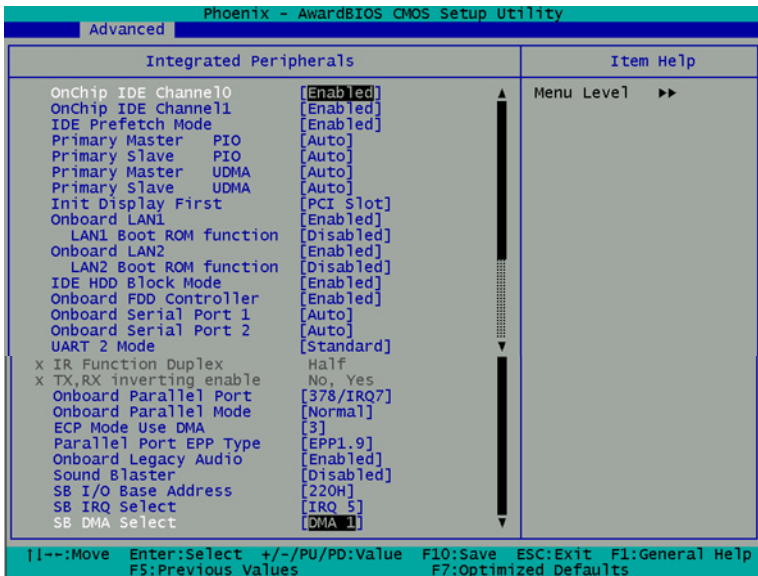 Phoenix - AwardBIOS CMOS Setup Utility
Advanced
Integrated Peripherals
Item Help
OnChip IDE Channel0 [Enabled]
Menu Level ▶▶
OnChip IDE Channel1 [Enabled]
IDE Prefetch Mode [Enabled]
Primary Master PIO [Auto]
Primary Slave PIO [Auto]
Primary Master UDMA [Auto]
Primary Slave UDMA [Auto]
Init Display First [PCI Slot]
Onboard LAN1 [Enabled]
LAN1 Boot ROM function [Disabled]
Onboard LAN2 [Enabled]
LAN2 Boot ROM function [Disabled]
IDE HDD Block Mode [Enabled]
Onboard FDD Controller [Enabled]
Onboard Serial Port 1 [Auto]
Onboard Serial Port 2 [Auto]
UART 2 Mode [Standard]
x IR Function Duplex Half
x TX,RX inverting enable No, Yes
Onboard Parallel Port [378/IRQ7]
Onboard Parallel Mode [Normal]
ECP Mode Use DMA [3]
Parallel Port EPP Type [EPP1.9]
Onboard Legacy Audio [Enabled]
Sound Blaster [Disabled]
SB I/O Base Address [220H]
SB IRQ Select [IRQ 5]
SB DMA Select [DMA 1]
↑↓→←:Move Enter:Select +/-/PU/PD:Value F10:Save ESC:Exit F1:General Help
F5:Previous Values F7:Optimized Defaults